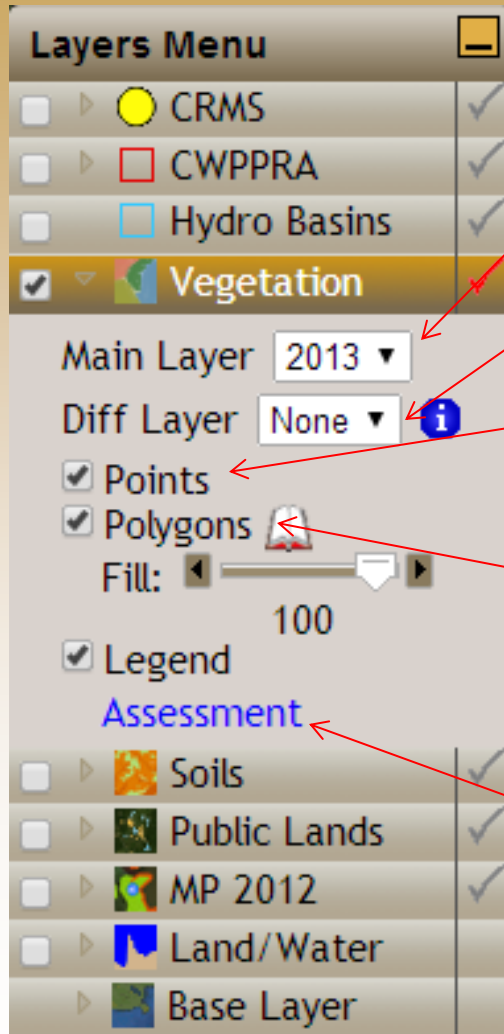 Layers Menu
CRMS
CWPPRA
Hydro Basins
Vegetation
Main Layer 2013
Diff Layer None i
Points
Polygons
Fill:
100
Legend
Assessment
Soils
Public Lands
MP 2012
Land/Water
Base Layer